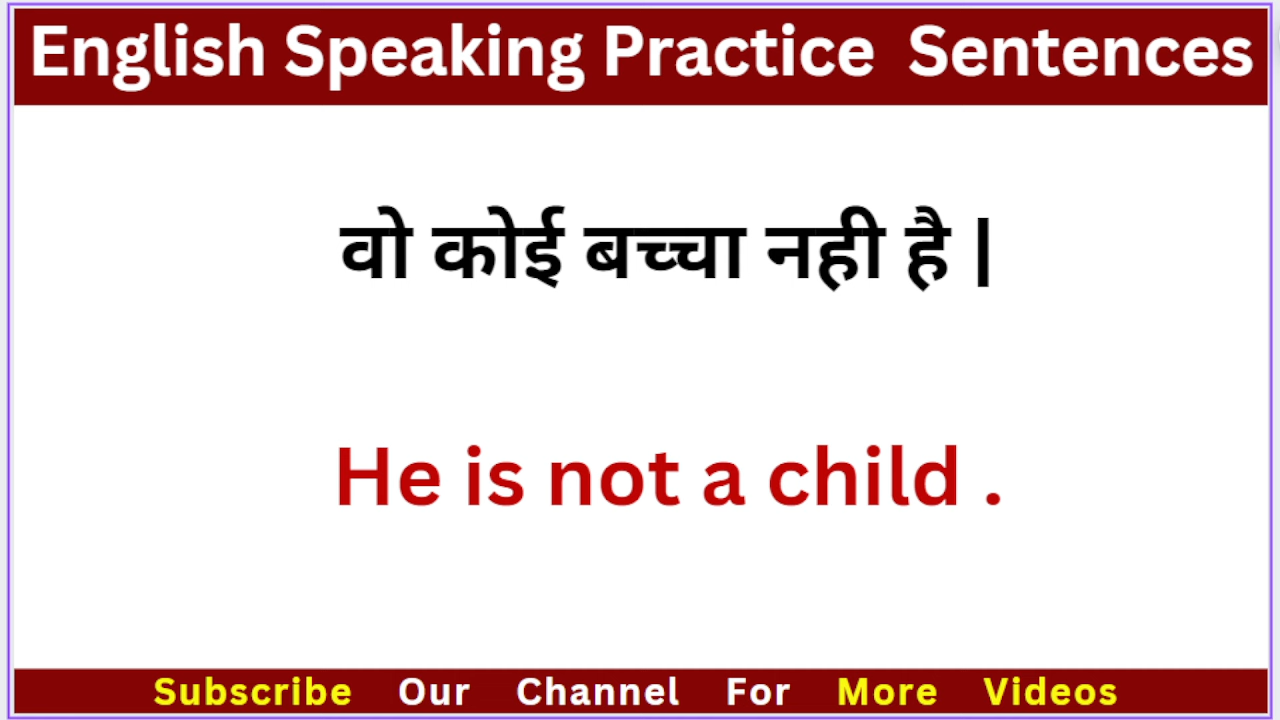 English Speaking Practice Sentences
वो कोई बच्चा नही है |
He is not a child .
Subscribe Our Channel For More Videos